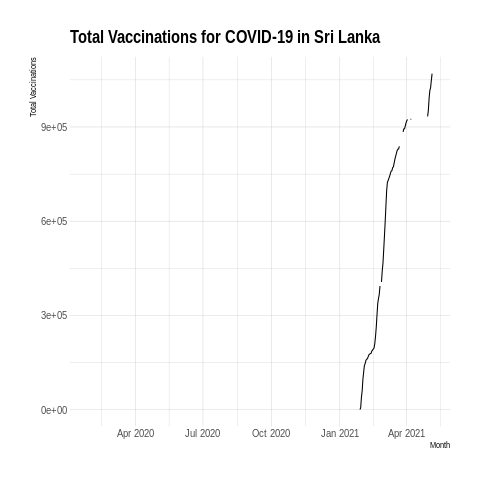 Total Vaccinations for COVID-19 in Sri Lanka
Total Vaccinations
9e+05
6e+05
3e+05
0e+00
Apr 2020 Jul 2020 Oct 2020 Jan 2021 Apr 2021
Month